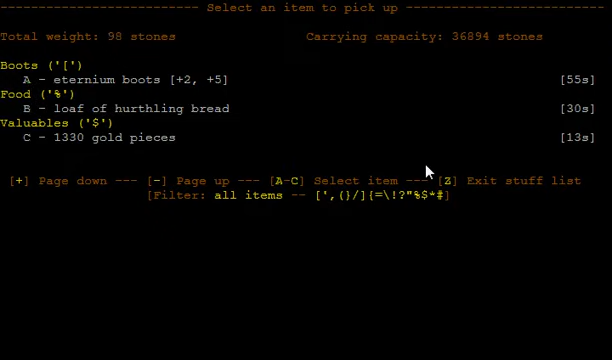 -------------------------- Select an item to pick up --------------------------
Total weight: 98 stones Carrying capacity: 36894 stones
Boots ('[')
A - eternium boots [+2, +5] [55s]
Food ('%')
B - loaf of hurthling bread [30s]
Valuables ('$')
C - 1330 gold pieces [13s]
[+] Page down --- [-] Page up --- [A-C] Select item --- [Z] Exit stuff list
[Filter: all items -- [',(}/]{=\!?"%$*#]